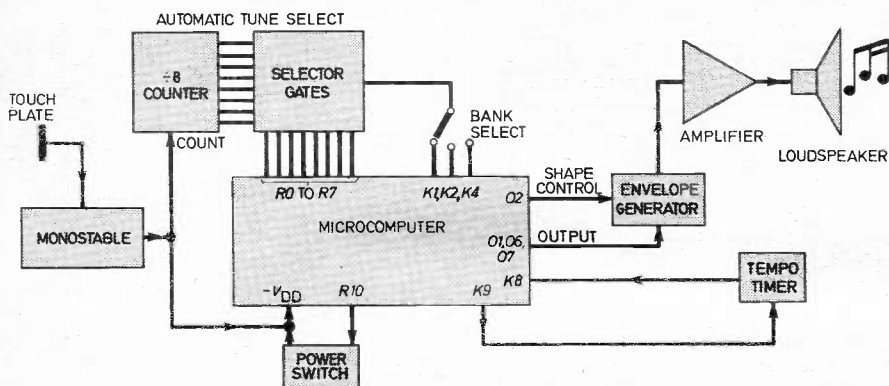 AUTOMATIC TUNE SELECT
÷8
COUNTER
SELECTOR
GATES
TOUCH
PLATE
COUNT
BANK
SELECT
AMPLIFIER
LOUDSPEAKER
MONOSTABLE
R0 TO R7
K1,K2,K4
MICROCOMPUTER
O2
SHAPE
CONTROL
ENVELOPE
GENERATOR
O1,O6,
O7
OUTPUT
K8
TEMPO
TIMER
-VDD
R10
K9
POWER
SWITCH